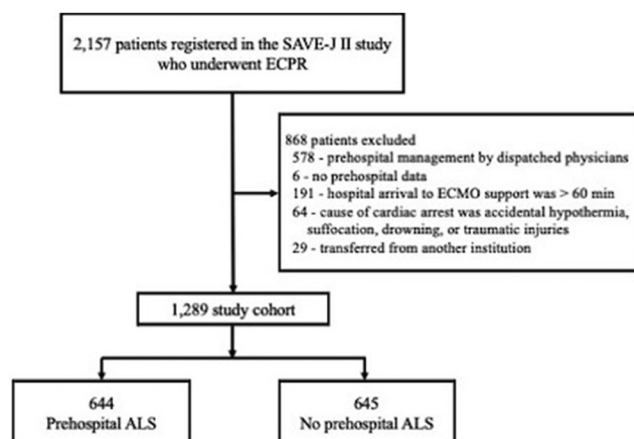 2,157 patients registered in the SAVE-J II study
who underwent ECPR
868 patients excluded
578 - prehospital management by dispatched physicians
6 - no prehospital data
191 - hospital arrival to ECMO support was > 60 min
64 - cause of cardiac arrest was accidental hypothermia,
suffocation, drowning, or traumatic injuries
29 - transferred from another institution
1,289 study cohort
644
Prehospital ALS
645
No prehospital ALS